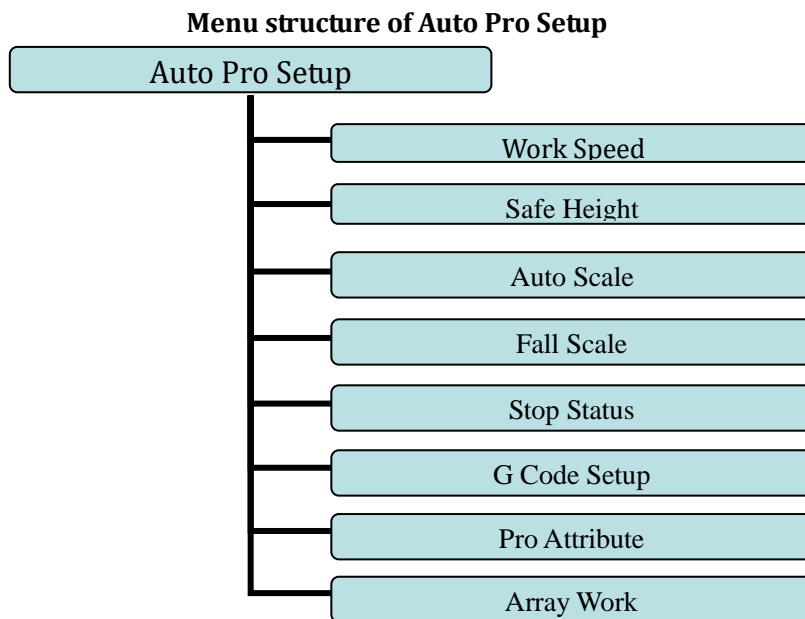 Menu structure of Auto Pro Setup
Auto Pro Setup
Work Speed
Safe Height
Auto Scale
Fall Scale
Stop Status
G Code Setup
Pro Attribute
Array Work